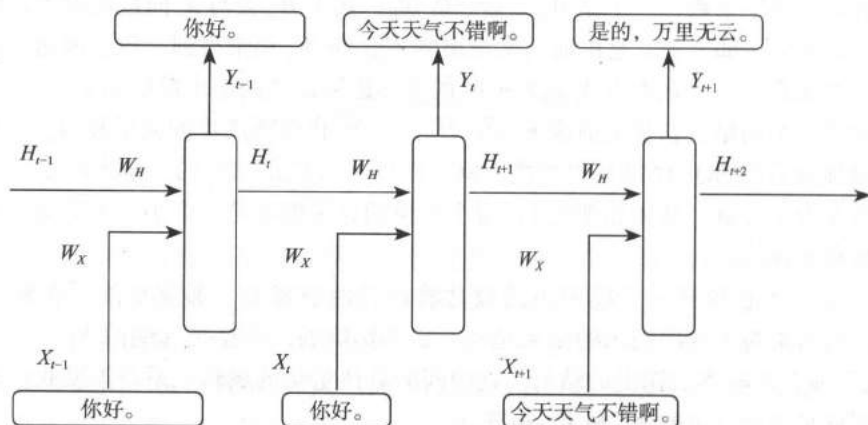 你好。 今天天气不错啊。 是的，万里无云。
Y_{t-1} Y_t Y_{t+1}
H_{t-1} W_H H_t W_H H_{t+1} W_H H_{t+2}
W_X W_X W_X
X_{t-1} X_t X_{t+1}
你好。 你好。 今天天气不错啊。